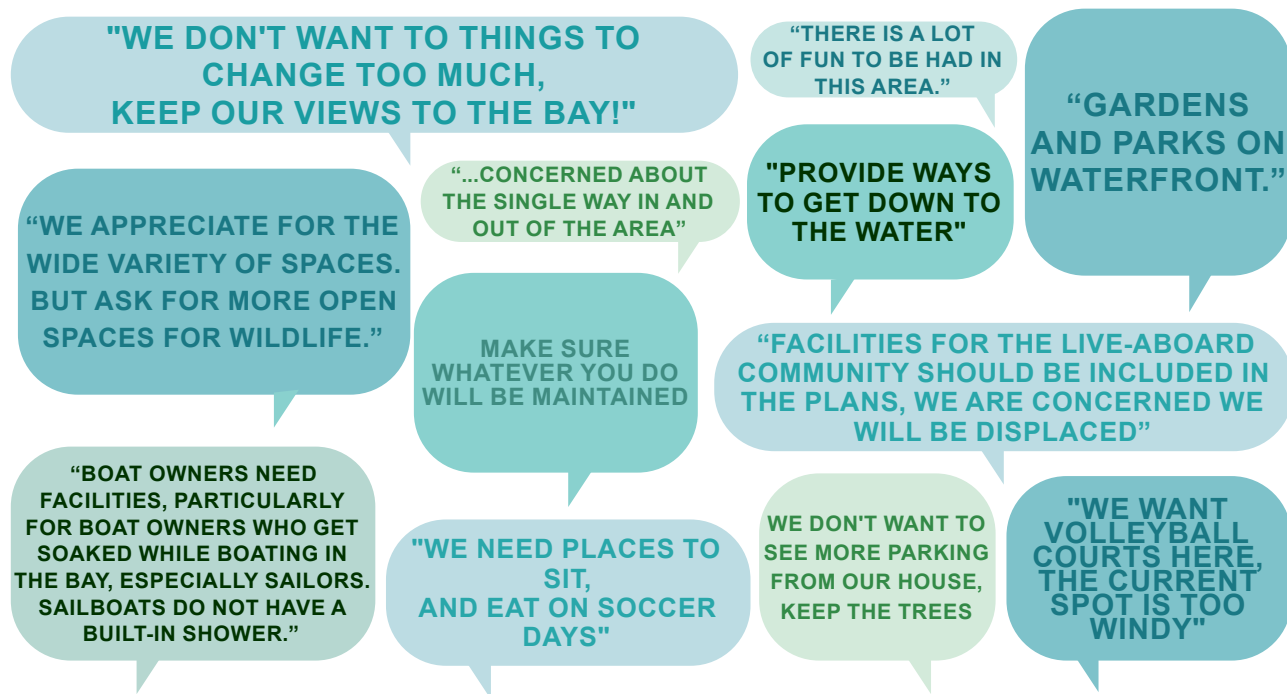 "WE DON'T WANT TO THINGS TO
CHANGE TOO MUCH,
KEEP OUR VIEWS TO THE BAY!"
“THERE IS A LOT
OF FUN TO BE HAD IN
THIS AREA.”
“GARDENS
AND PARKS ON
WATERFRONT.”
“...CONCERNED ABOUT
THE SINGLE WAY IN AND
OUT OF THE AREA”
"PROVIDE WAYS
TO GET DOWN TO
THE WATER"
“WE APPRECIATE FOR THE
WIDE VARIETY OF SPACES.
BUT ASK FOR MORE OPEN
SPACES FOR WILDLIFE.”
MAKE SURE
WHATEVER YOU DO
WILL BE MAINTAINED
“FACILITIES FOR THE LIVE-ABOARD
COMMUNITY SHOULD BE INCLUDED IN
THE PLANS, WE ARE CONCERNED WE
WILL BE DISPLACED”
“BOAT OWNERS NEED
FACILITIES, PARTICULARLY
FOR BOAT OWNERS WHO GET
SOAKED WHILE BOATING IN
THE BAY, ESPECIALLY SAILORS.
SAILBOATS DO NOT HAVE A
BUILT-IN SHOWER.”
"WE NEED PLACES TO
SIT,
AND EAT ON SOCCER
DAYS"
WE DON'T WANT TO
SEE MORE PARKING
FROM OUR HOUSE,
KEEP THE TREES
"WE WANT
VOLLEYBALL
COURTS HERE,
THE CURRENT
SPOT IS TOO
WINDY"